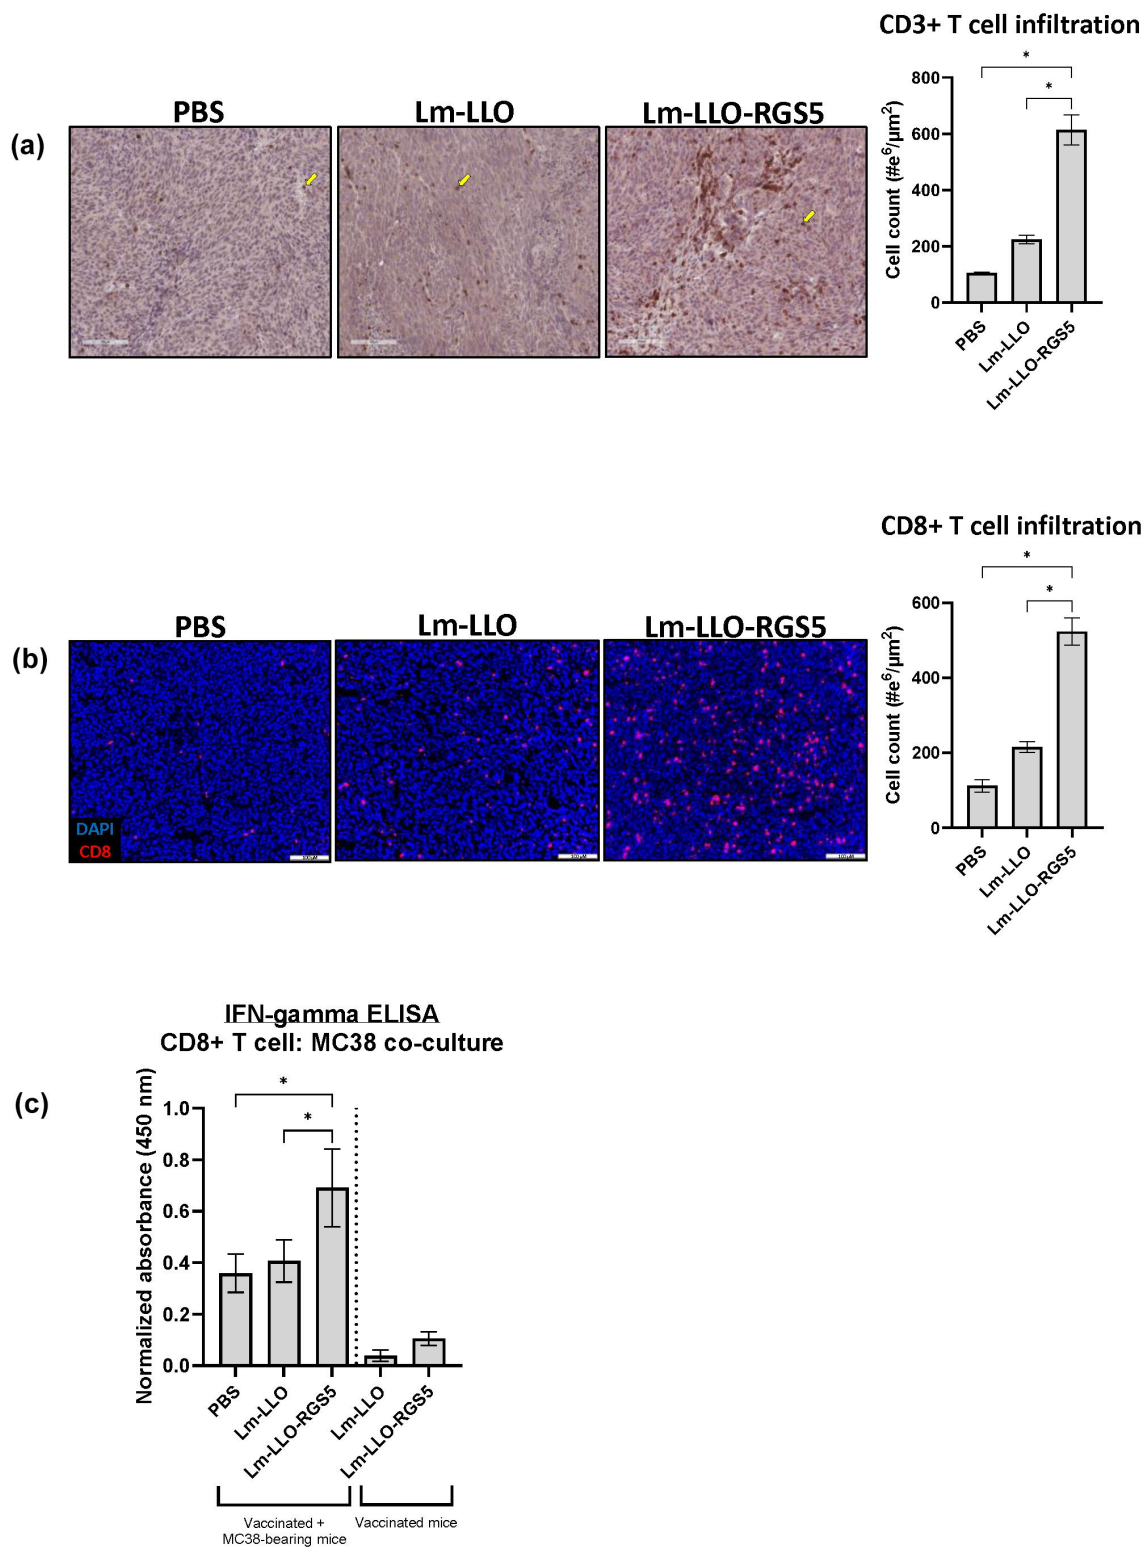 CD3+ T cell infiltration
PBS
Lm-LLO
Lm-LLO-RGS5
(a)
Cell count (#e⁶/µm²)
800
600
400
200
0
*
*
PBS
Lm-LLO
Lm-LLO-RGS5
CD8+ T cell infiltration
PBS
Lm-LLO
Lm-LLO-RGS5
(b)
DAPI
CD8
Cell count (#e⁶/µm²)
600
400
200
0
*
*
PBS
Lm-LLO
Lm-LLO-RGS5
IFN-gamma ELISA
CD8+ T cell: MC38 co-culture
(c)
Normalized absorbance (450 nm)
1.0
0.8
0.6
0.4
0.2
0.0
*
*
PBS
Lm-LLO
Lm-LLO-RGS5
Lm-LLO
Lm-LLO-RGS5
Vaccinated +
MC38-bearing mice
Vaccinated mice